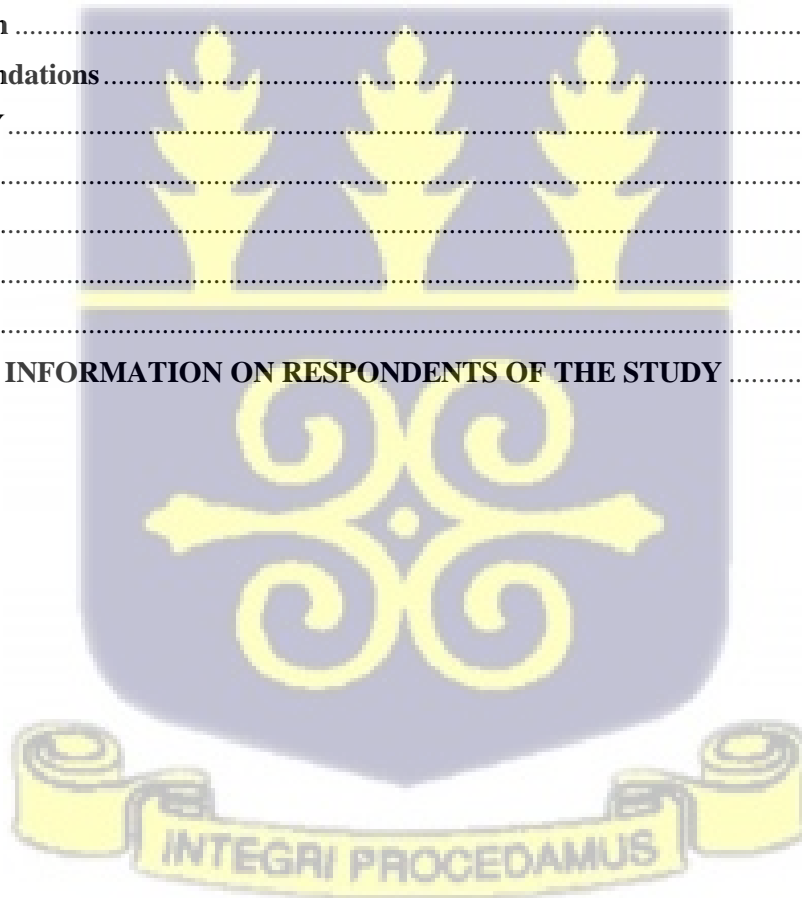 n ................................................................
ndations ................................................................
Y ................................................................
................................................................
................................................................
................................................................
................................................................
INFORMATION ON RESPONDENTS OF THE STUDY ..........
INTEGRI PROCEDAMUS